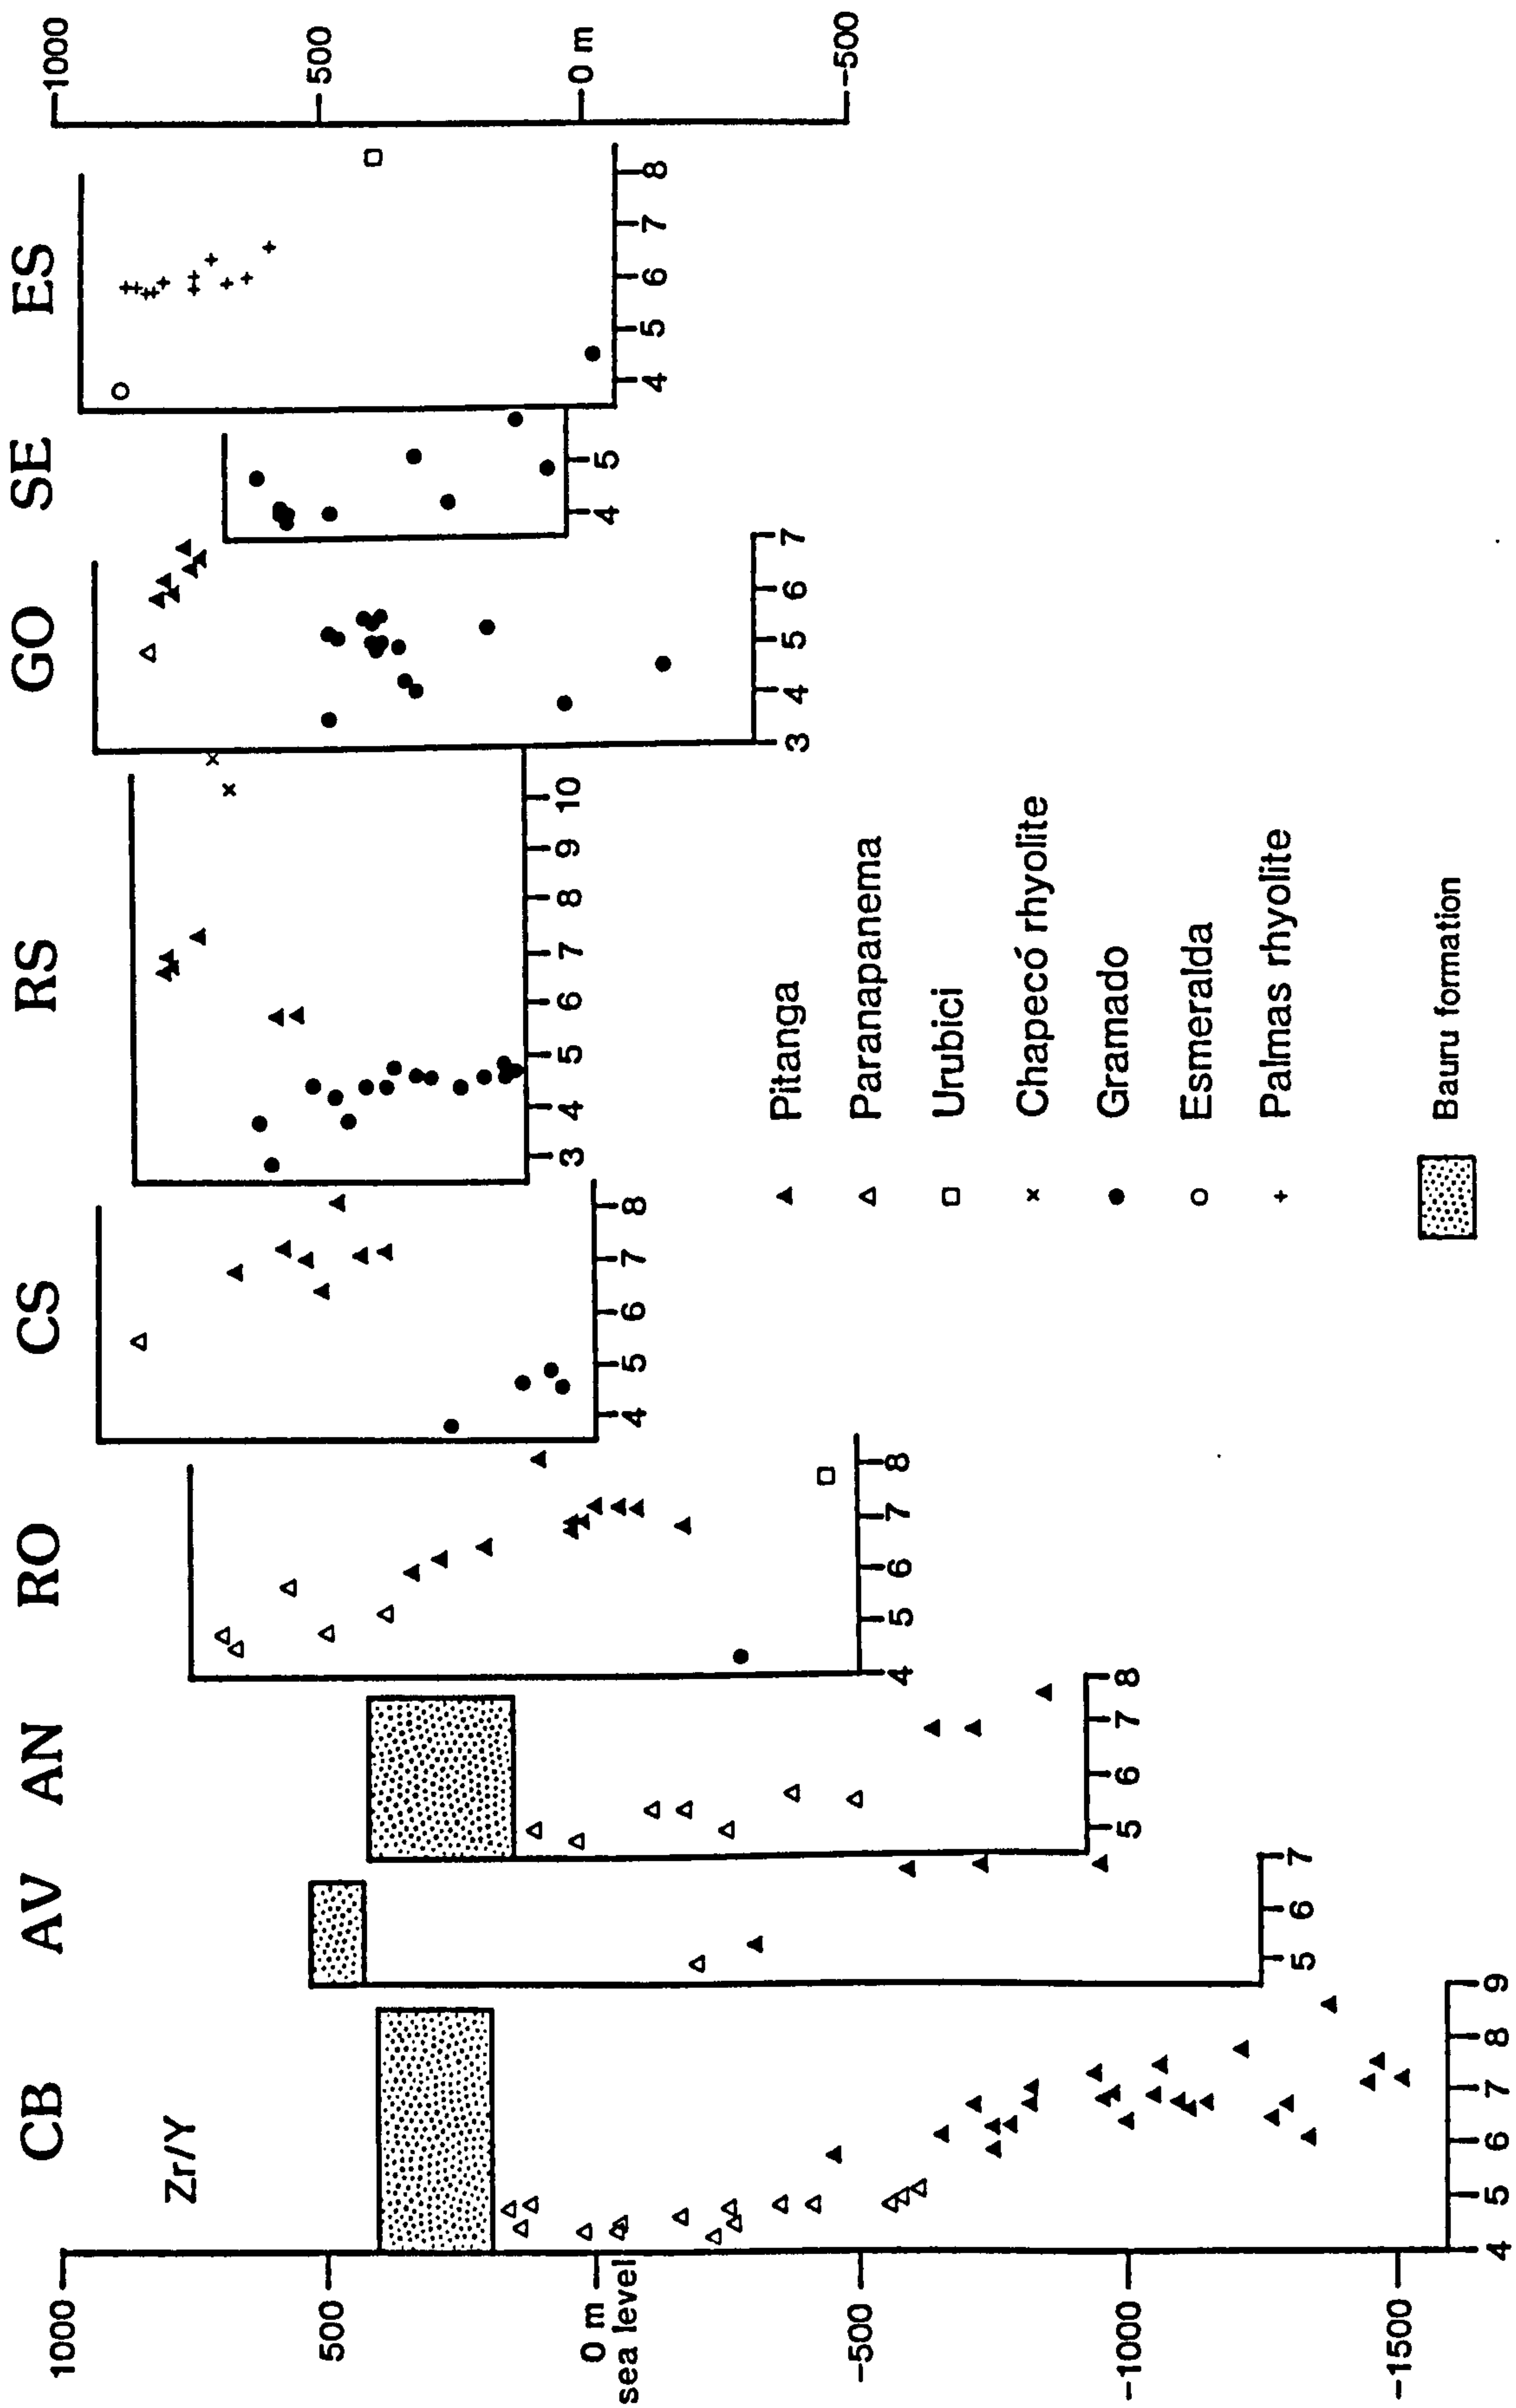 CB AV AN RO CS RS GO SE ES
Zr/Y
1000
500
0 m
sea level
-500
-1000
-1500
4 5 6 7 8 9
5 6 7
5 6 7 8
4 5 6 7 8
4 5 6 7 8
3 4 5 6 7 8 9 10
3 4 5 6 7
4 5
4 5 6 7 8
1000
500
0 m
-500
Pitanga
Paranapanema
Urubici
Chapecó rhyolite
Gramado
Esmeralda
Palmas rhyolite
Bauru formation